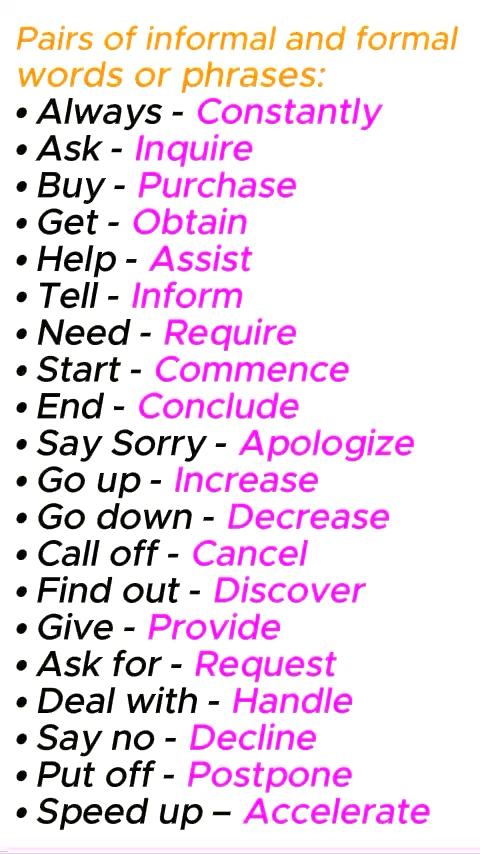 Pairs of informal and formal
words or phrases:
• Always - Constantly
• Ask - Inquire
• Buy - Purchase
• Get - Obtain
• Help - Assist
• Tell - Inform
• Need - Require
• Start - Commence
• End - Conclude
• Say Sorry - Apologize
• Go up - Increase
• Go down - Decrease
• Call off - Cancel
• Find out - Discover
• Give - Provide
• Ask for - Request
• Deal with - Handle
• Say no - Decline
• Put off - Postpone
• Speed up – Accelerate